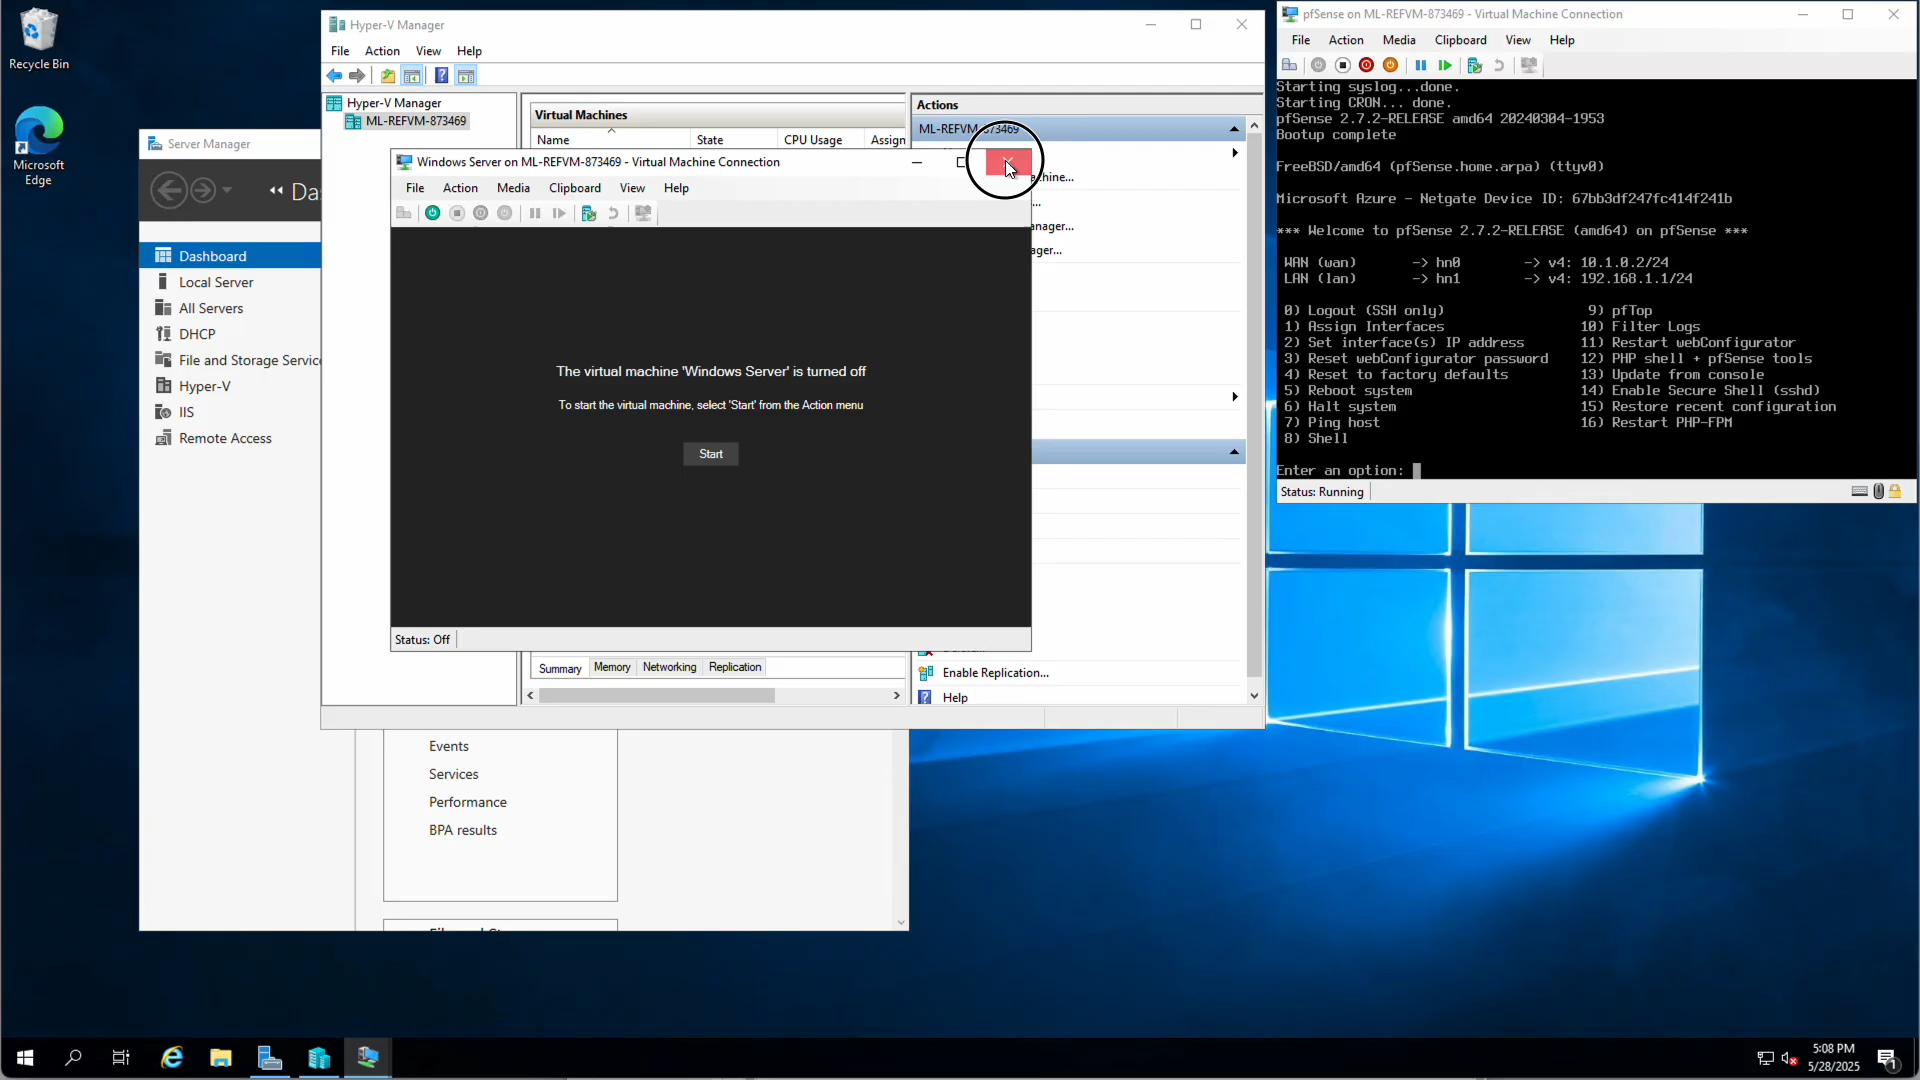 Recycle Bin
Microsoft
Edge
Server Manager
Da
Dashboard
Local Server
All Servers
DHCP
File and Storage Servic
Hyper-V
IIS
Remote Access
Events
Services
Performance
BPA results
Hyper-V Manager
File Action View Help
Hyper-V Manager
ML-REFVM-873469
Virtual Machines
Name State CPU Usage Assign
Actions
ML-REFVM-873469
chine...
...
anager...
ager...
Enable Replication...
Help
Summary Memory Networking Replication
Windows Server on ML-REFVM-873469 - Virtual Machine Connection
File Action Media Clipboard View Help
The virtual machine 'Windows Server' is turned off
To start the virtual machine, select 'Start' from the Action menu
Start
Status: Off
pfSense on ML-REFVM-873469 - Virtual Machine Connection
File Action Media Clipboard View Help
Starting syslog...done.
Starting CRON... done.
pfSense 2.7.2-RELEASE amd64 20240304-1953
Bootup complete
FreeBSD/amd64 (pfSense.home.arpa) (ttyv0)
Microsoft Azure - Netgate Device ID: 67bb3df247fc414f241b
*** Welcome to pfSense 2.7.2-RELEASE (amd64) on pfSense ***
WAN (wan) -> hn0 -> v4: 10.1.0.2/24
LAN (lan) -> hn1 -> v4: 192.168.1.1/24
0) Logout (SSH only) 9) pfTop
1) Assign Interfaces 10) Filter Logs
2) Set interface(s) IP address 11) Restart webConfigurator
3) Reset webConfigurator password 12) PHP shell + pfSense tools
4) Reset to factory defaults 13) Update from console
5) Reboot system 14) Enable Secure Shell (sshd)
6) Halt system 15) Restore recent configuration
7) Ping host 16) Restart PHP-FPM
8) Shell
Enter an option:
Status: Running
5:08 PM
5/28/2025
1